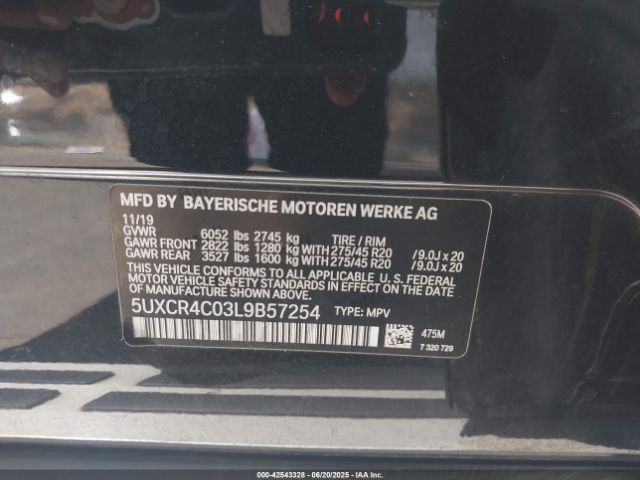 MFD BY BAYERISCHE MOTOREN WERKE AG
11/19
GVWR 6052 lbs 2745 kg TIRE / RIM
GAWR FRONT 2822 lbs 1280 kg WITH 275/45 R20 /9.0J x 20
GAWR REAR 3527 lbs 1600 kg WITH 275/45 R20 /9.0J x 20
THIS VEHICLE CONFORMS TO ALL APPLICABLE U. S. FEDERAL
MOTOR VEHICLE SAFETY STANDARDS IN EFFECT ON THE DATE OF
MANUFACTURE SHOWN ABOVE.
5UXCR4C03L9B57254 TYPE: MPV
475M
7 320 729
000-42543328 - 06/20/2025 - IAA Inc.